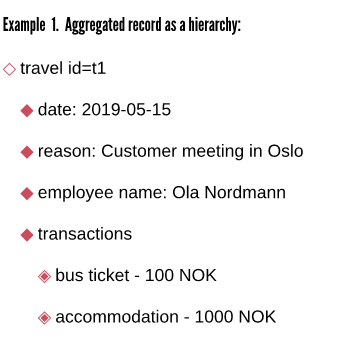 Example 1. Aggregated record as a hierarchy:
travel id=t1
date: 2019-05-15
reason: Customer meeting in Oslo
employee name: Ola Nordmann
transactions
bus ticket - 100 NOK
accommodation - 1000 NOK